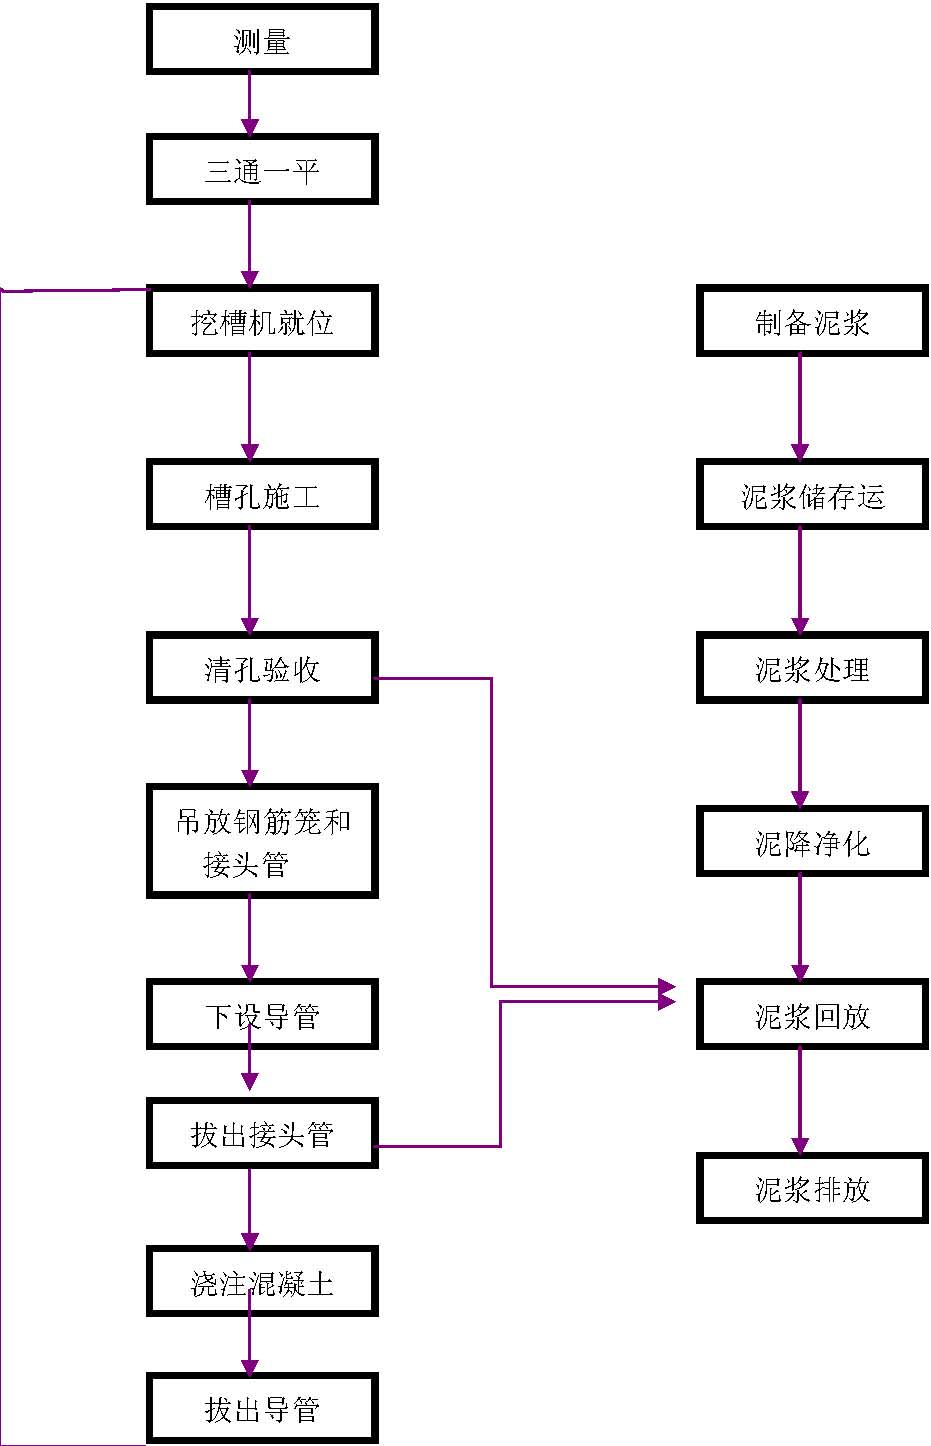 测量
三通一平
挖槽机就位
槽孔施工
清孔验收
吊放钢筋笼和
接头管
下设导管
拔出接头管
浇注混凝土
拔出导管
制备泥浆
泥浆储存运
泥浆处理
泥降净化
泥浆回放
泥浆排放